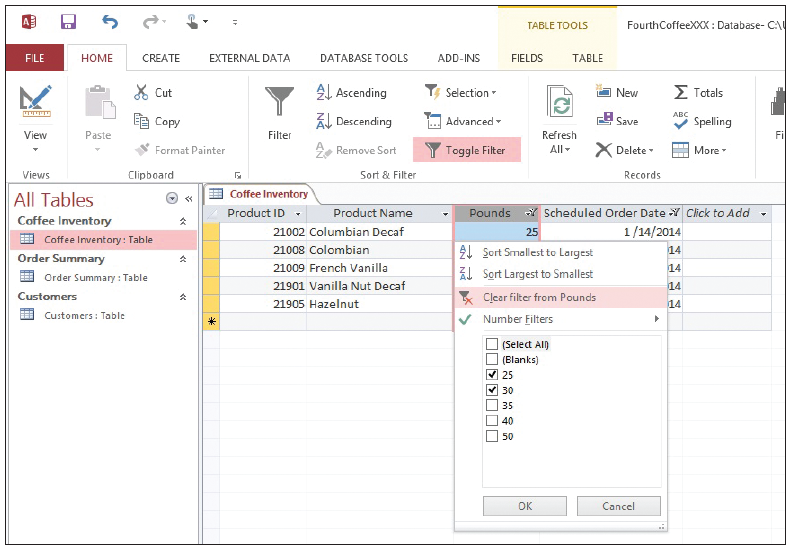 TABLE TOOLS
FourthCoffeeXXX : Database- C:\U
FILE HOME CREATE EXTERNAL DATA DATABASE TOOLS ADD-INS FIELDS TABLE
View
Views
Paste
Cut
Copy
Format Painter
Clipboard
Filter
Ascending
Descending
Remove Sort
Selection
Advanced
Toggle Filter
Sort & Filter
Refresh
All
New
Save
Delete
Totals
Spelling
More
Records
Fi
All Tables
Coffee Inventory
Coffee Inventory : Table
Order Summary
Order Summary : Table
Customers
Customers : Table
Coffee Inventory
Product ID Product Name Pounds Scheduled Order Date Click to Add
21002 Columbian Decaf 25 1 /14/2014
21008 Colombian 14
21009 French Vanilla 14
21901 Vanilla Nut Decaf 14
21905 Hazelnut 14
Sort Smallest to Largest
Sort Largest to Smallest
Clear filter from Pounds
Number Filters
(Select All)
(Blanks)
25
30
35
40
50
OK Cancel